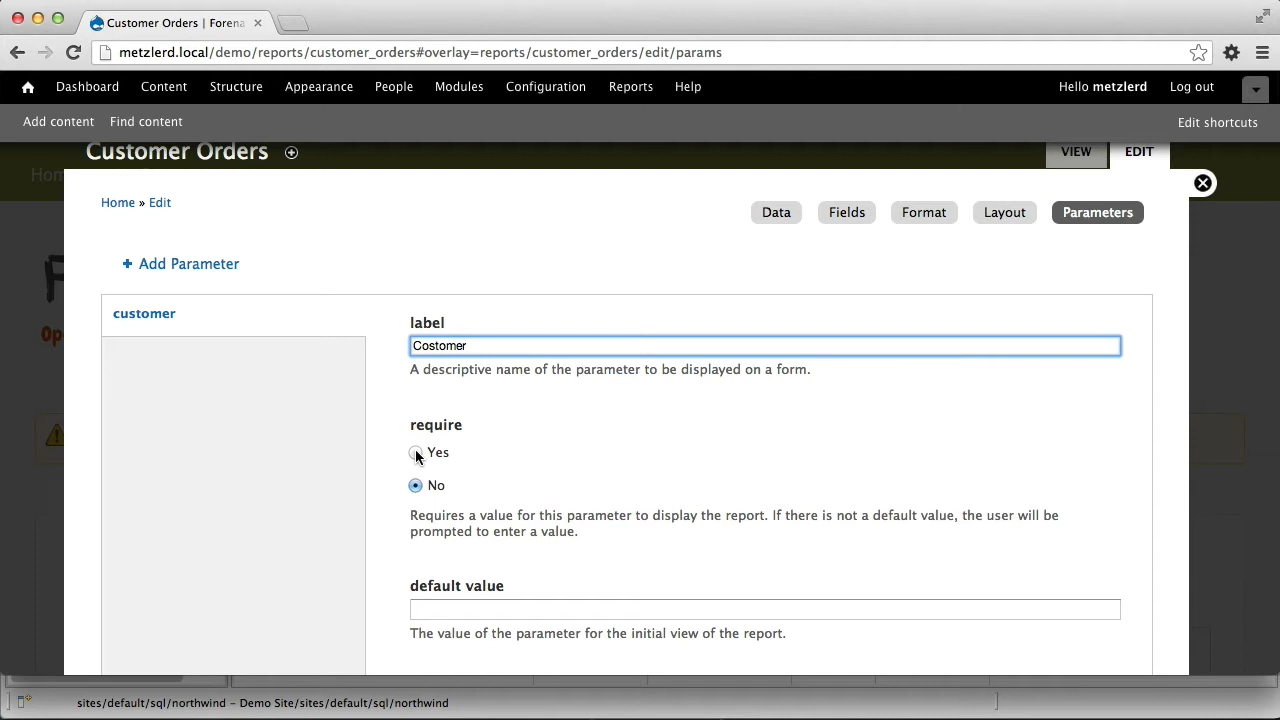 Customer Orders | Forena
metzlerd.local/demo/reports/customer_orders#overlay=reports/customer_orders/edit/params
Dashboard Content Structure Appearance People Modules Configuration Reports Help Hello metzlerd Log out
Add content Find content Edit shortcuts
Customer Orders VIEW EDIT
Hom
Home » Edit
Data Fields Format Layout Parameters
+ Add Parameter
customer
label
Costomer
Ope
A descriptive name of the parameter to be displayed on a form.
require
Yes
No
Requires a value for this parameter to display the report. If there is not a default value, the user will be
prompted to enter a value.
default value
The value of the parameter for the initial view of the report.
sites/default/sql/northwind - Demo Site/sites/default/sql/northwind